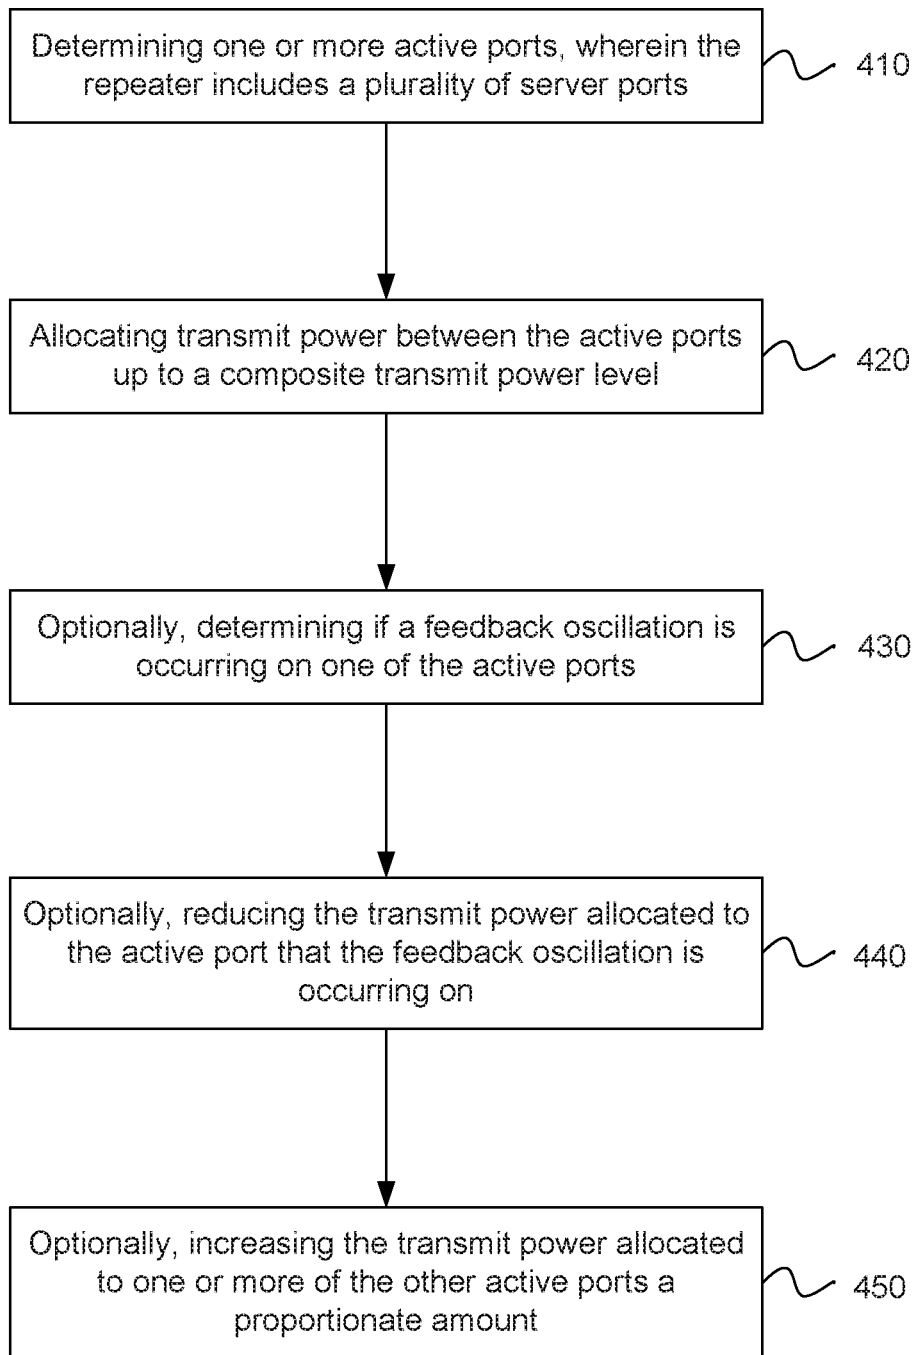 Determining one or more active ports, wherein the
repeater includes a plurality of server ports
410
Allocating transmit power between the active ports
up to a composite transmit power level
420
Optionally, determining if a feedback oscillation is
occurring on one of the active ports
430
Optionally, reducing the transmit power allocated to
the active port that the feedback oscillation is
occurring on
440
Optionally, increasing the transmit power allocated
to one or more of the other active ports a
proportionate amount
450